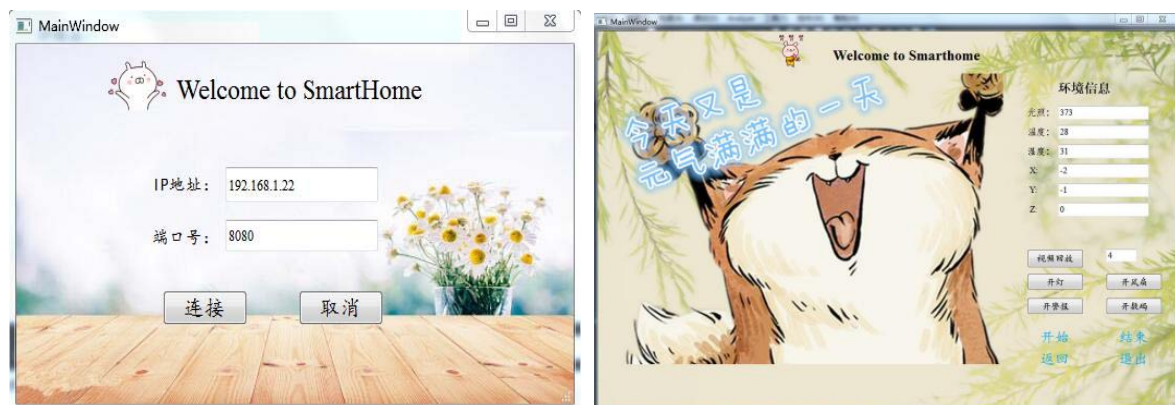 MainWindow
Welcome to SmartHome
IP地址: 192.168.1.22
端口号: 8080
连接 取消
MainWindow
Welcome to Smarthome
今天又是
元气满满的一天
环境信息
光照: 373
温度: 28
湿度: 31
X: -2
Y: -1
Z: 0
视频回放 4
开灯 开风扇
开警报 开数码
开始 结束
返回 退出